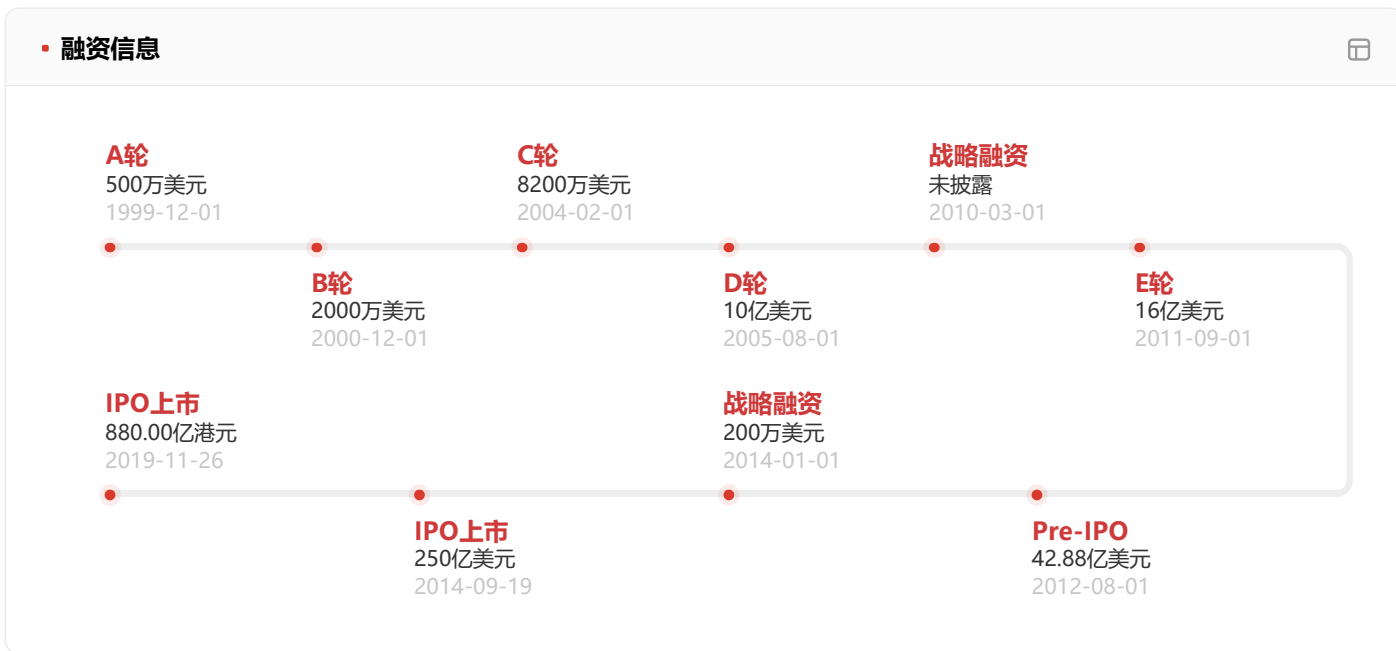 融资信息
A轮
500万美元
1999-12-01
C轮
8200万美元
2004-02-01
战略融资
未披露
2010-03-01
B轮
2000万美元
2000-12-01
D轮
10亿美元
2005-08-01
E轮
16亿美元
2011-09-01
IPO上市
880.00亿港元
2019-11-26
战略融资
200万美元
2014-01-01
IPO上市
250亿美元
2014-09-19
Pre-IPO
42.88亿美元
2012-08-01